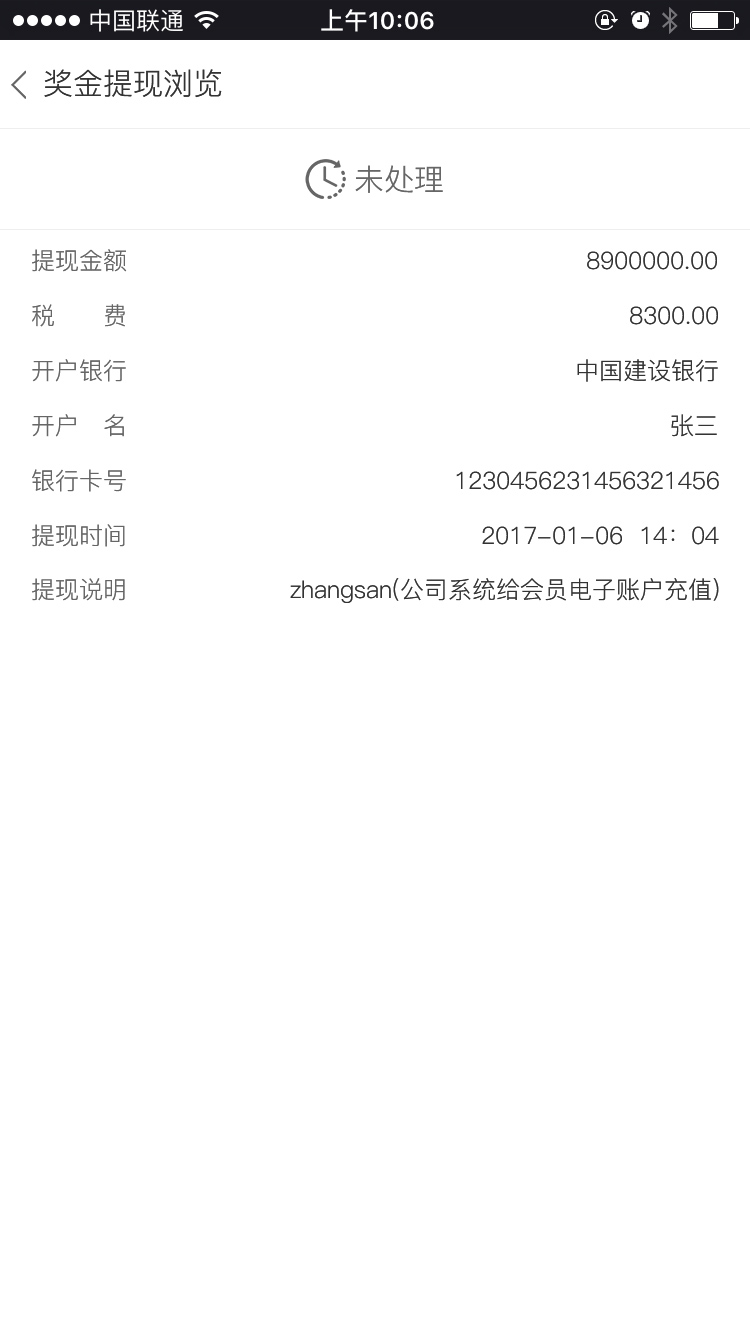 中国联通 上午10:06
奖金提现浏览
未处理
提现金额 8900000.00
税 费 8300.00
开户银行 中国建设银行
开户 名 张三
银行卡号 1230456231456321456
提现时间 2017-01-06 14：04
提现说明 zhangsan(公司系统给会员电子账户充值)